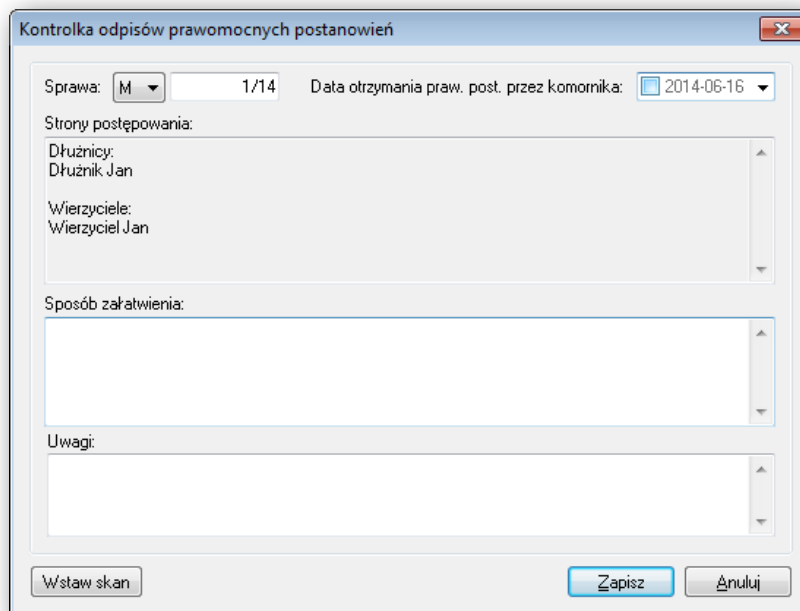 Kontrolka odpisów prawomocnych postanowień
Sprawa: M 1/14 Data otrzymania praw. post. przez komornika: 2014-06-16
Strony postępowania:
Dłużnicy:
Dłużnik Jan
Wierzyciele:
Wierzyciel Jan
Sposób załatwienia:
Uwagi:
Wstaw skan Zapisz Anuluj